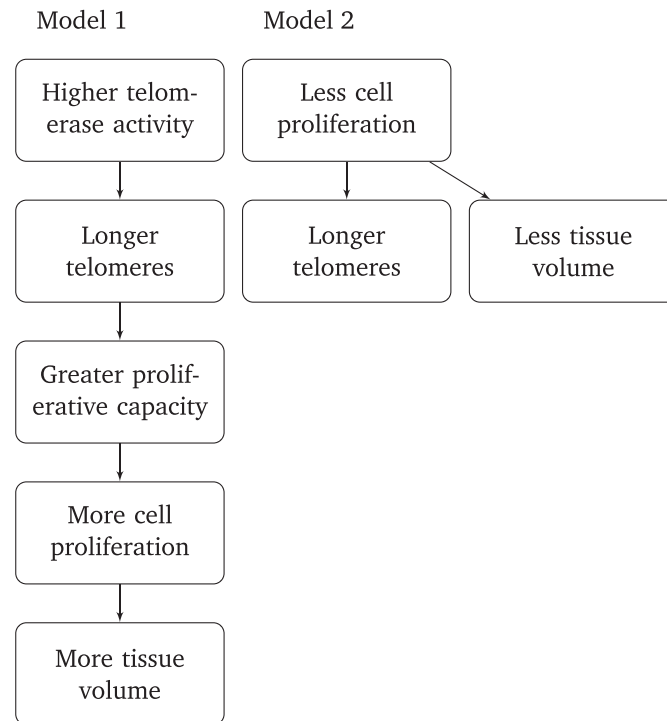 Model 1
Model 2
Higher telom-
erase activity
Less cell
proliferation
Longer
telomeres
Longer
telomeres
Less tissue
volume
Greater prolif-
erative capacity
More cell
proliferation
More tissue
volume